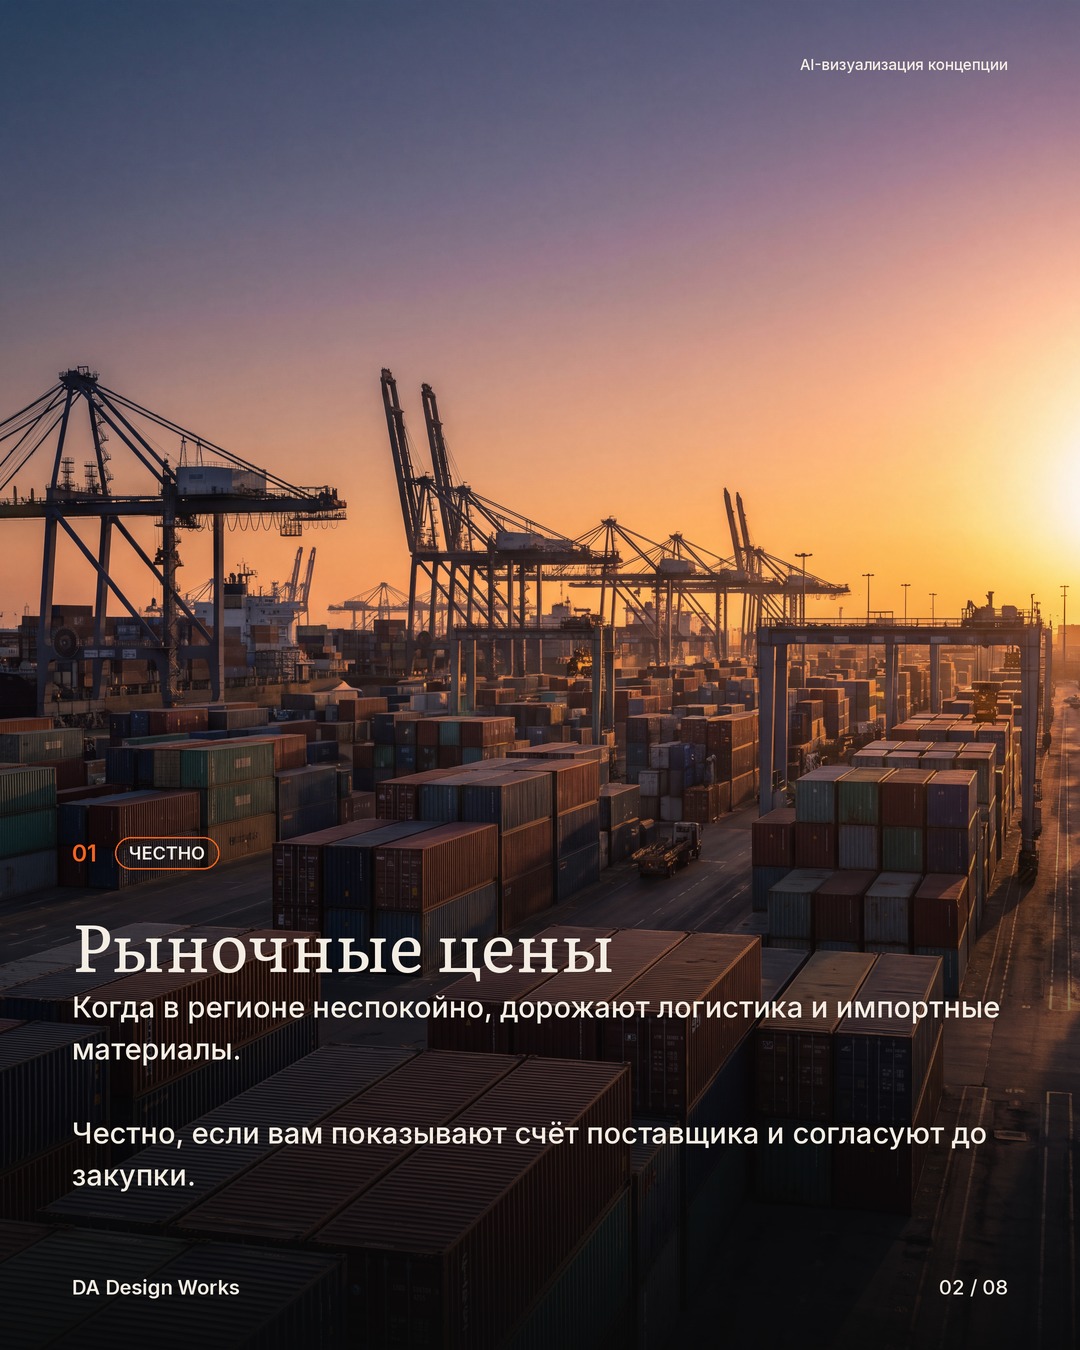 AI-визуализация концепции
01 ЧЕСТНО
Рыночные цены
Когда в регионе неспокойно, дорожают логистика и импортные
материалы.
Честно, если вам показывают счёт поставщика и согласуют до
закупки.
DA Design Works
02 / 08